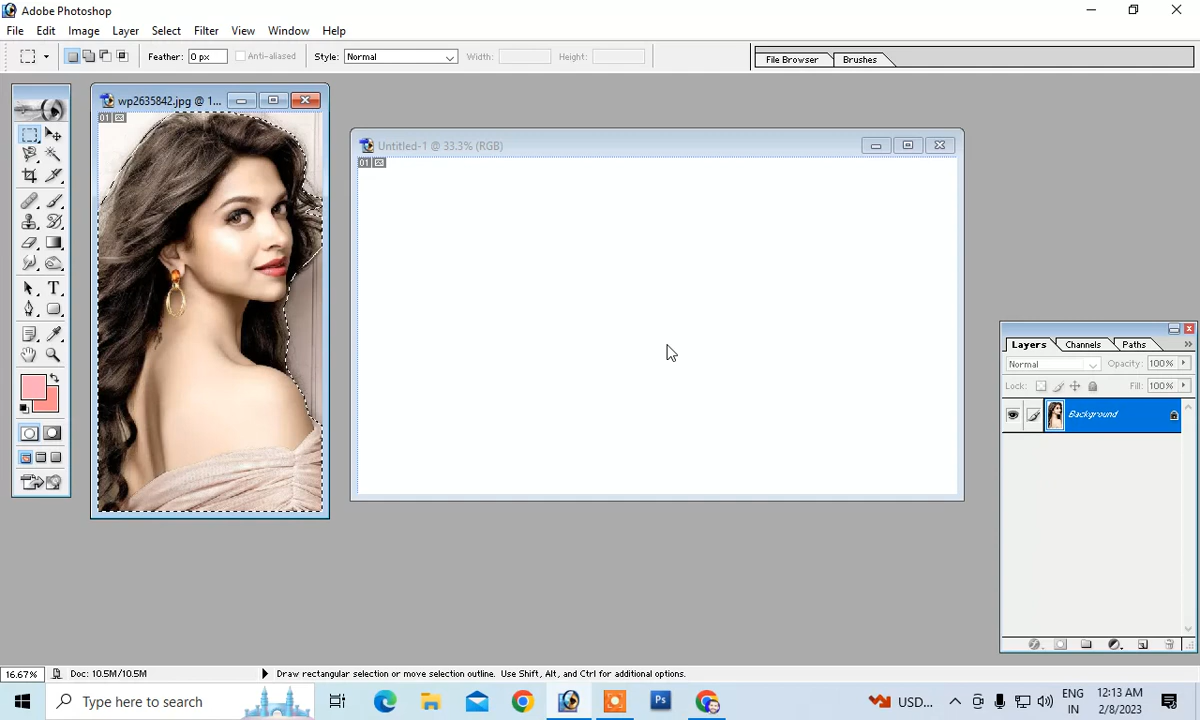 Adobe Photoshop
File Edit Image Layer Select Filter View Window Help
Feather: 0 px Anti-aliased Style: Normal Width: Height: File Browser Brushes
wp2635842.jpg @ 1...
01
Untitled-1 @ 33.3% (RGB)
01
Layers Channels Paths
Normal Opacity: 100%
Lock: Fill: 100%
Background
T
16.67% Doc: 10.5M/10.5M Draw rectangular selection or move selection outline. Use Shift, Alt, and Ctrl for additional options.
Type here to search Ps USD... ENG IN 12:13 AM 2/8/2023